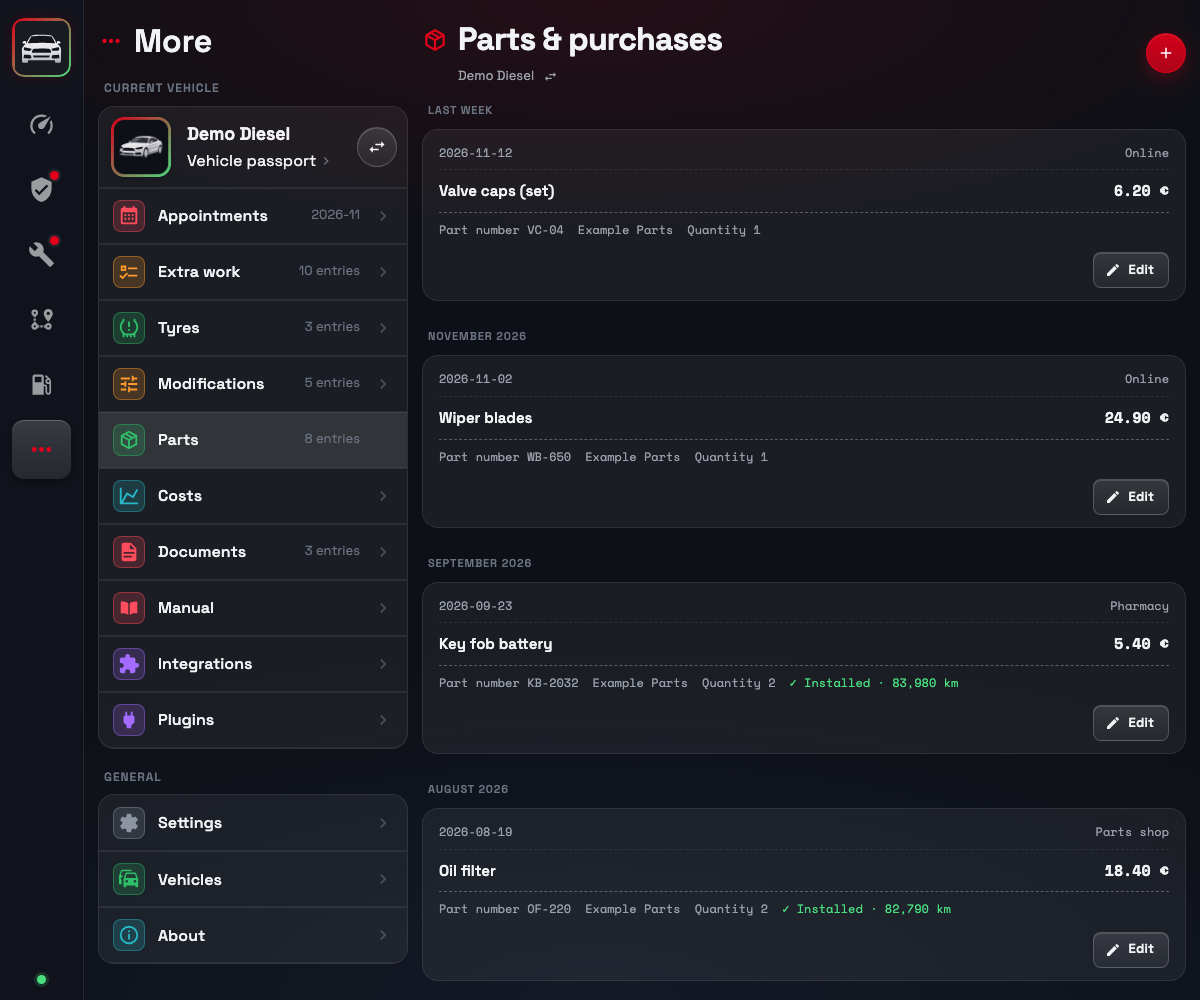 More
CURRENT VEHICLE
Demo Diesel
Vehicle passport
Appointments 2026-11
Extra work 10 entries
Tyres 3 entries
Modifications 5 entries
Parts 8 entries
Costs
Documents 3 entries
Manual
Integrations
Plugins
GENERAL
Settings
Vehicles
About
Parts & purchases
Demo Diesel
LAST WEEK
2026-11-12 Online
Valve caps (set) 6.20 €
Part number VC-04 Example Parts Quantity 1
Edit
NOVEMBER 2026
2026-11-02 Online
Wiper blades 24.90 €
Part number WB-650 Example Parts Quantity 1
Edit
SEPTEMBER 2026
2026-09-23 Pharmacy
Key fob battery 5.40 €
Part number KB-2032 Example Parts Quantity 2 ✓ Installed · 83,980 km
Edit
AUGUST 2026
2026-08-19 Parts shop
Oil filter 18.40 €
Part number OF-220 Example Parts Quantity 2 ✓ Installed · 82,790 km
Edit